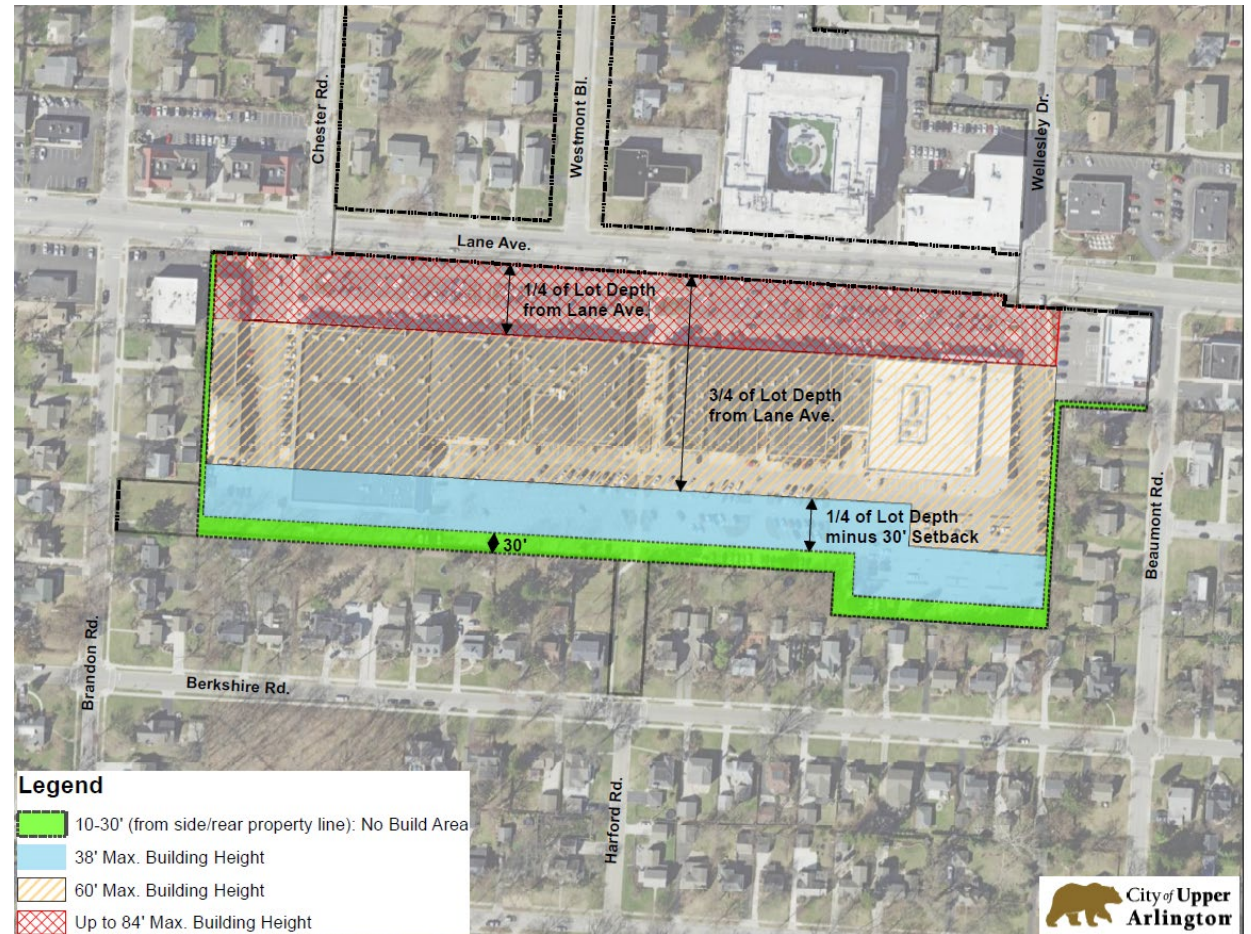 Chester Rd.
Westmont Bl.
Wellesley Dr.
Lane Ave.
1/4 of Lot Depth
from Lane Ave.
3/4 of Lot Depth
from Lane Ave.
1/4 of Lot Depth
minus 30' Setback
30'
Beaumont Rd.
Brandon Rd.
Berkshire Rd.
Harford Rd.
Legend
10-30' (from side/rear property line): No Build Area
38' Max. Building Height
60' Max. Building Height
Up to 84' Max. Building Height
City of Upper
Arlington